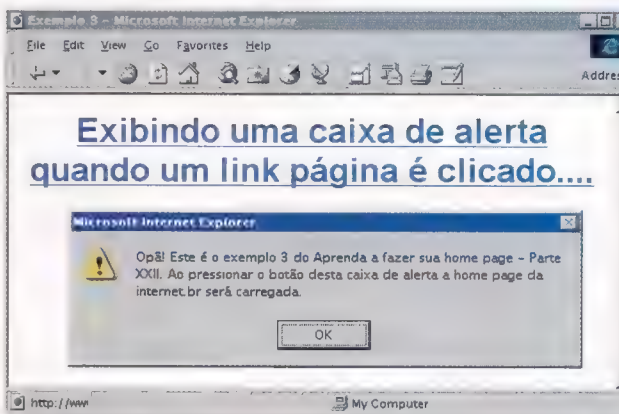 Exemplo 3 - Microsoft Internet Explorer
File Edit View Go Favorites Help
Addres
Exibindo uma caixa de alerta
quando um link página é clicado....
Microsoft Internet Explorer
Opã! Este é o exemplo 3 do Aprenda a fazer sua home page - Parte
XXII. Ao pressionar o botão desta caixa de alerta a home page da
internet.br será carregada.
OK
http://www
My Computer